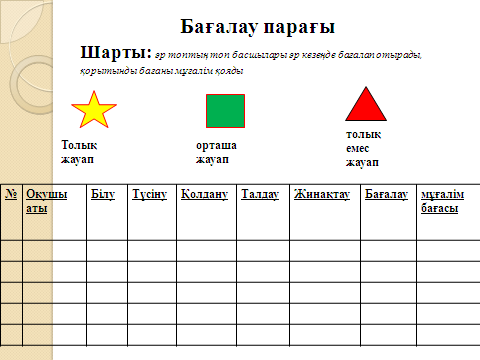 Бағалау парағы
Шарты: әр топтың топ басшылары әр кезеңде бағалап отырады,
қорытынды бағаны мұғалім қояды
Толық
жауап
орташа
жауап
толық
емес
жауап
№ Оқушы аты Білу Түсіну Қолдану Талдау Жинақтау Бағалау мұғалім бағасы